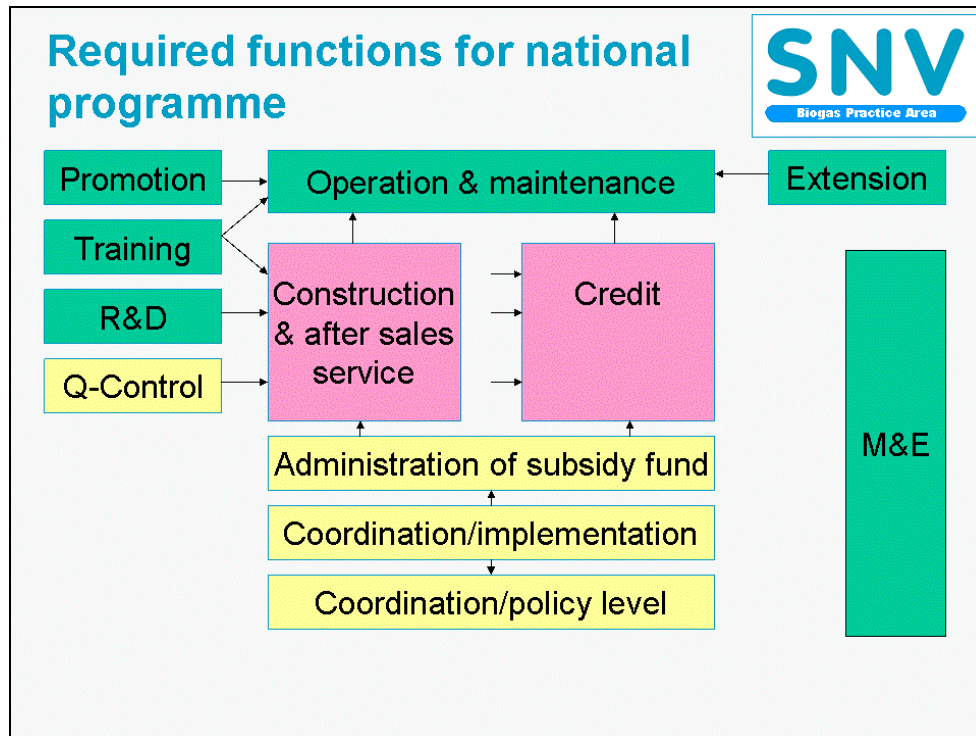 Required functions for national
programme
SNV
Biogas Practice Area
Promotion
Operation & maintenance
Extension
Training
Construction
& after sales
service
Credit
R&D
Q-Control
M&E
Administration of subsidy fund
Coordination/implementation
Coordination/policy level